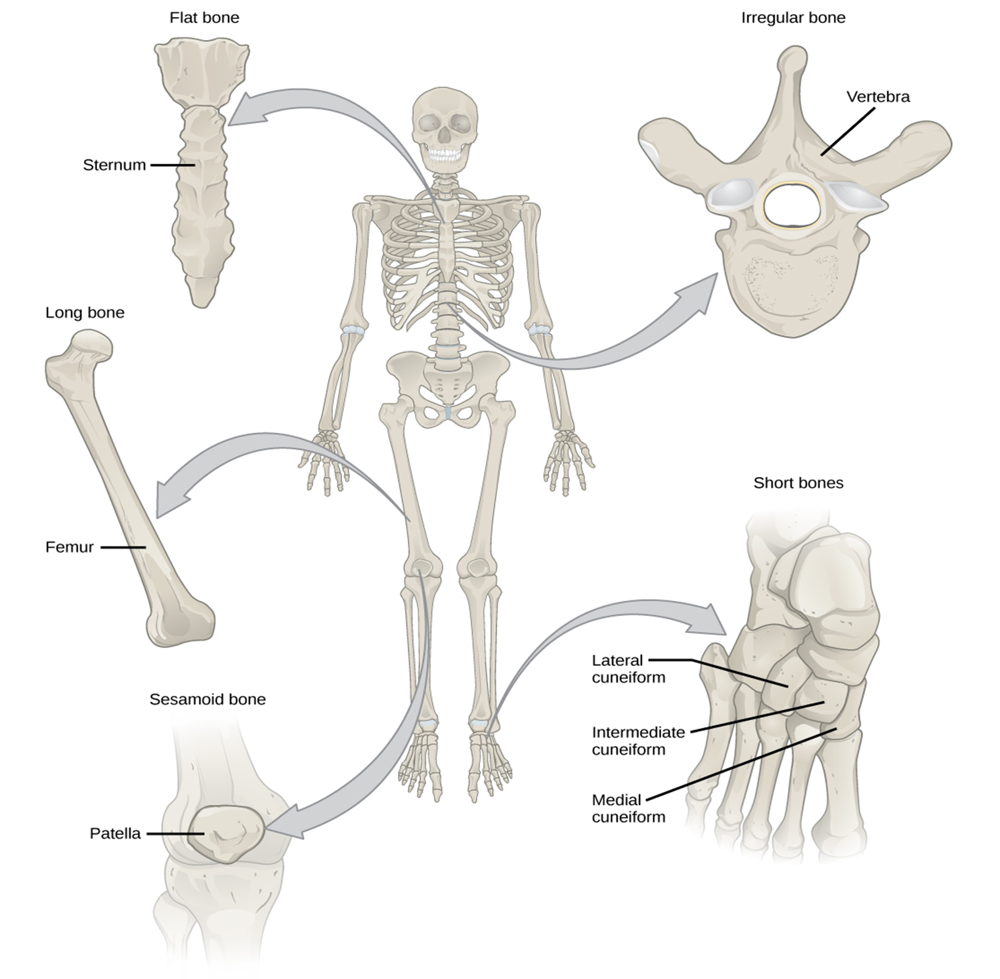 Flat bone
Irregular bone
Vertebra
Sternum
Long bone
Short bones
Femur
Lateral
cuneiform
Sesamoid bone
Intermediate
cuneiform
Medial
cuneiform
Patella